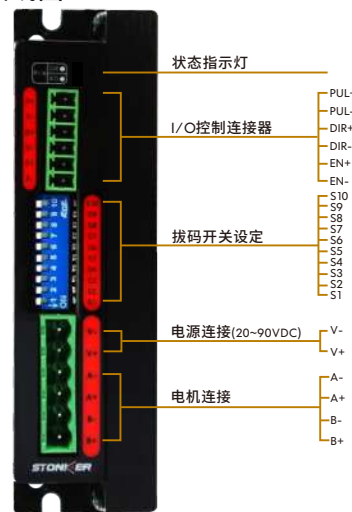 状态指示灯
I/O控制连接器
PUL-
PUL-
DIR+
DIR-
EN+
EN-
拔码开关设定
S10
S9
S8
S7
S6
S5
S4
S3
S2
S1
电源连接(20~90VDC)
V-
V+
V-
V+
电机连接
A-
A+
B-
B+
A-
A+
B-
B+
STONKER